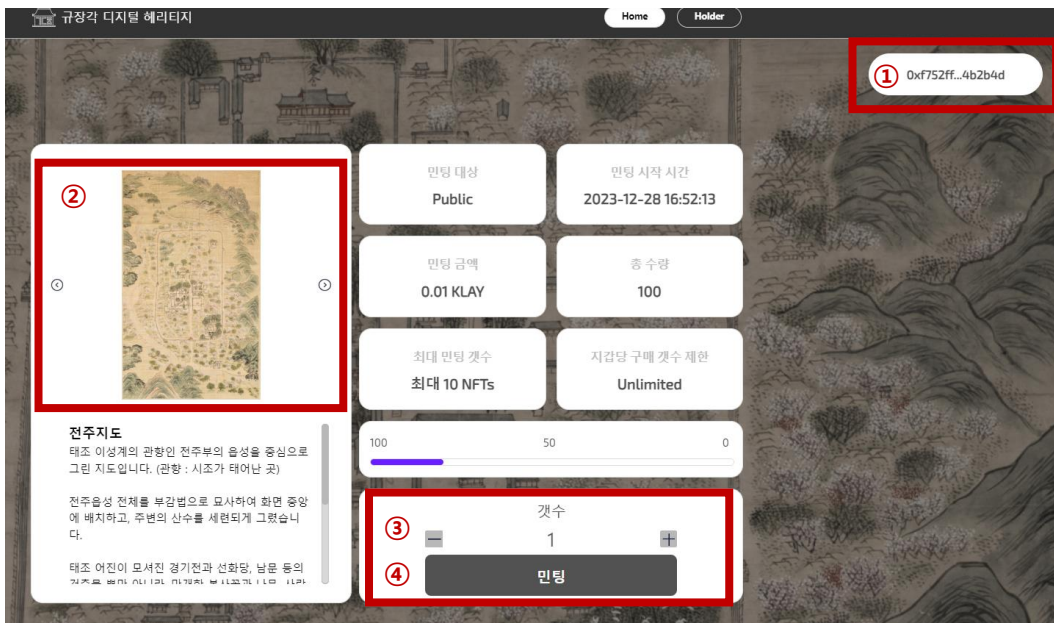 규장각 디지털 헤리티지
Home
Holder
① 0xf752ff...4b2b4d
②
전주지도
태조 이성계의 관향인 전주부의 읍성을 중심으로
그린 지도입니다. (관향 : 시조가 태어난 곳)
전주읍성 전체를 부감법으로 묘사하여 화면 중앙
에 배치하고, 주변의 산수를 세련되게 그렸습니
다.
태조 어진이 모셔진 경기전과 선화당, 남문 등의
민팅 대상
Public
민팅 시작 시간
2023-12-28 16:52:13
민팅 금액
0.01 KLAY
총 수량
100
최대 민팅 갯수
최대 10 NFTs
지갑당 구매 갯수 제한
Unlimited
100 50 0
갯수
③ 1
④ 민팅